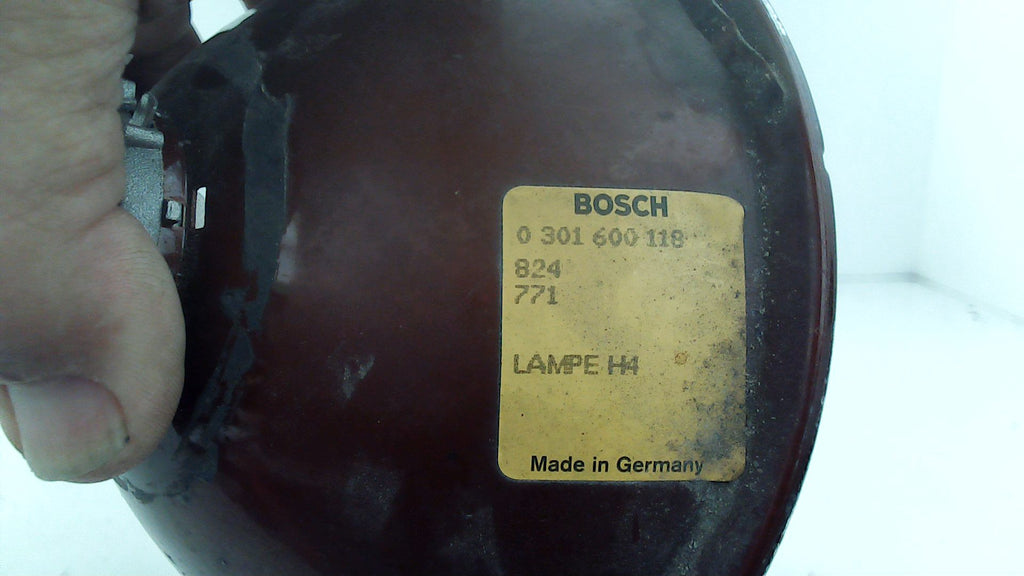 BOSCH
0 301 600 118
824
771
LAMPE H4
Made in Germany